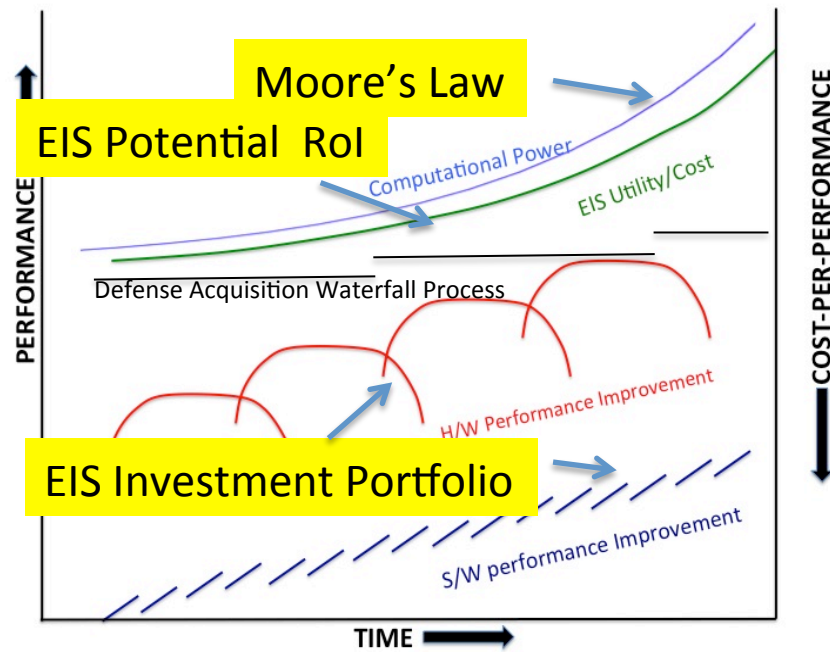 Moore's Law
EIS Potential RoI
Computational Power
EIS Utility/Cost
Defense Acquisition Waterfall Process
H/W Performance Improvement
EIS Investment Portfolio
S/W performance Improvement
PERFORMANCE
COST-PER-PERFORMANCE
TIME